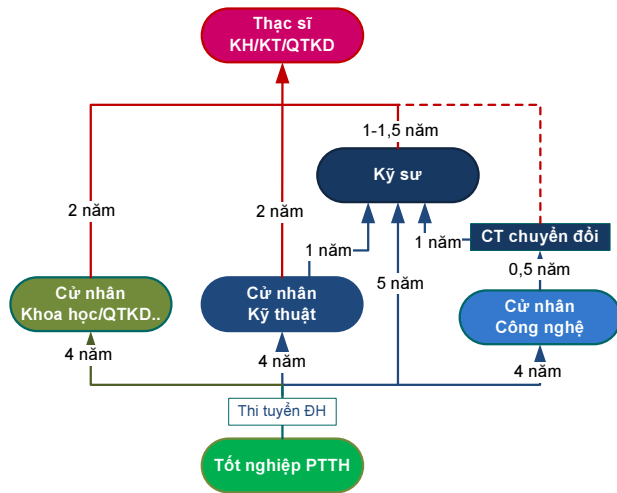 Thạc sĩ
KH/KT/QTKD
1-1,5 năm
Kỹ sư
2 năm
2 năm
1 năm
1 năm
CT chuyển đổi
5 năm
0,5 năm
Cử nhân
Khoa học/QTKD..
Cử nhân
Kỹ thuật
Cử nhân
Công nghệ
4 năm
4 năm
4 năm
Thi tuyển ĐH
Tốt nghiệp PTTH